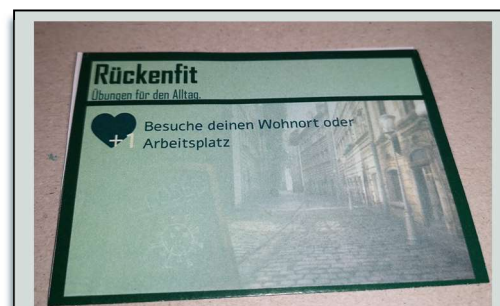 Rückenfit
Übungen für den Alltag.
+1
Besuche deinen Wohnort oder
Arbeitsplatz